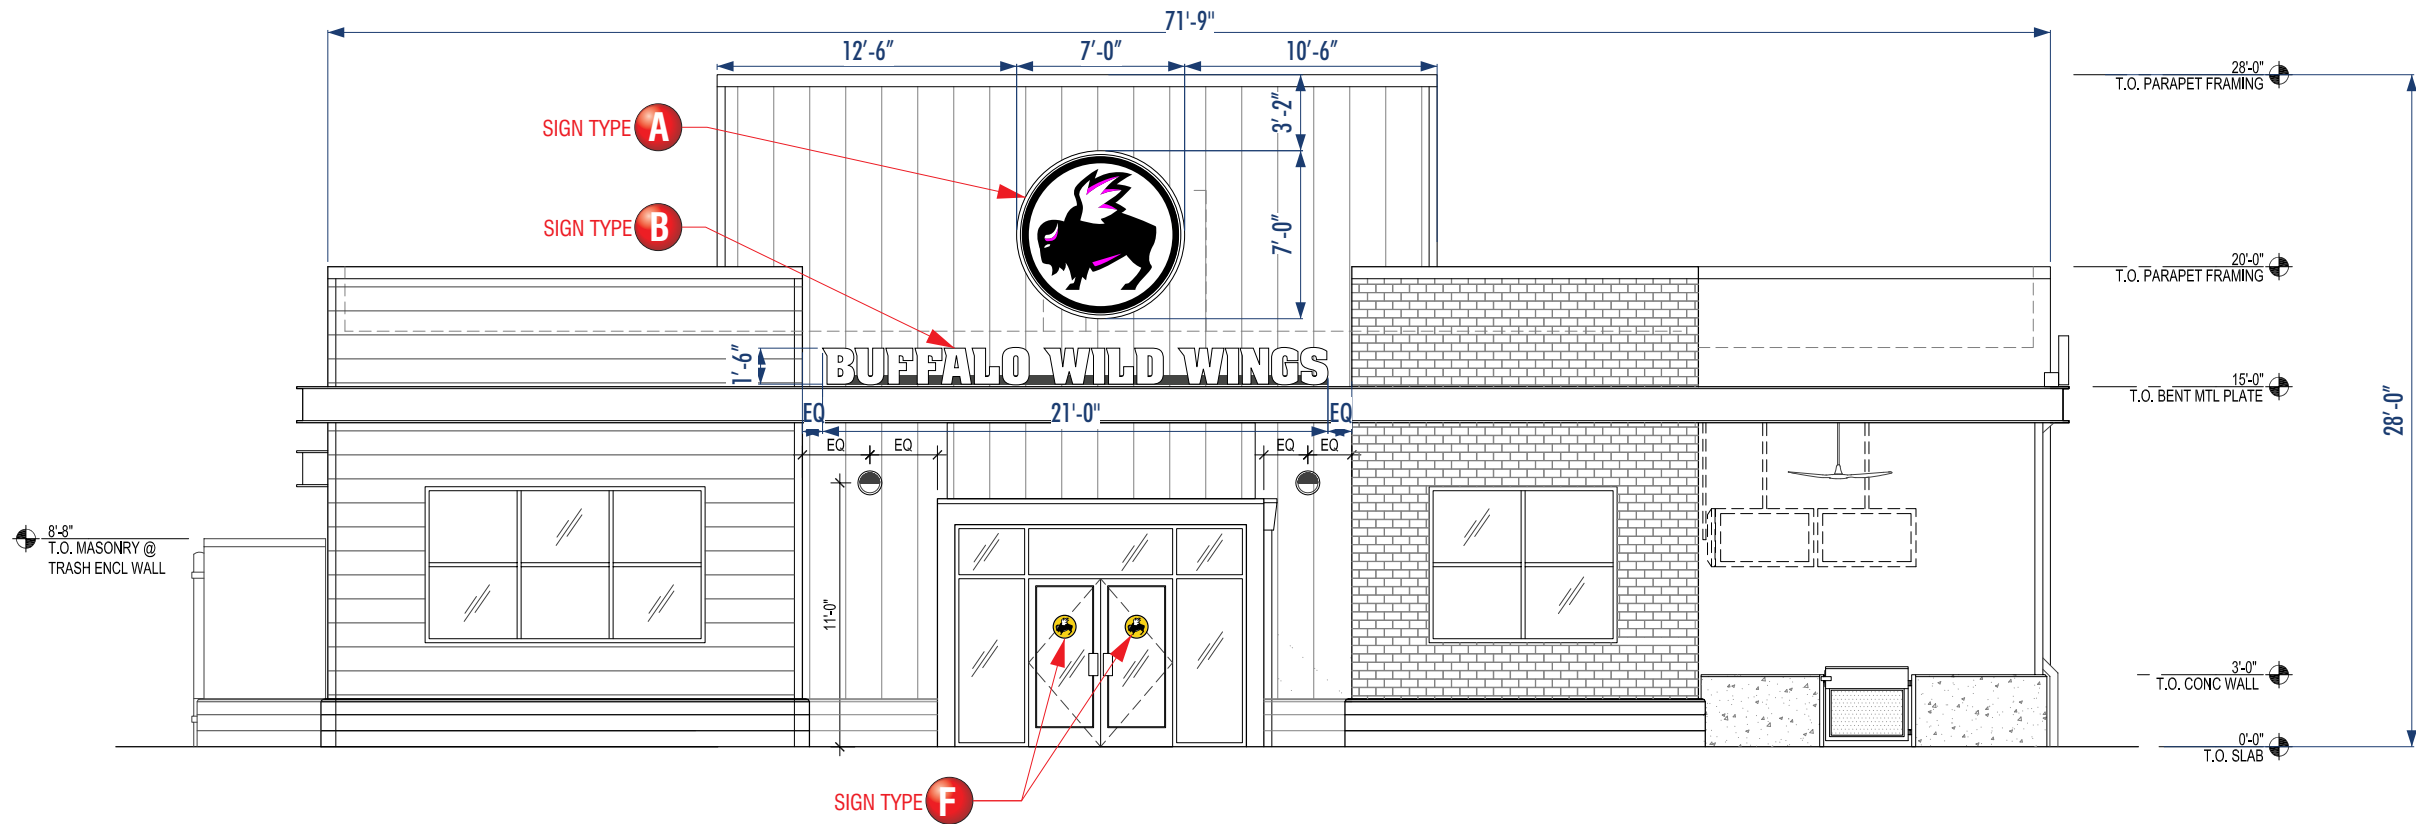 71'-9"
12'-6"
7'-0"
10'-6"
28'-0"
T.O. PARAPET FRAMING
3'-2"
SIGN TYPE A
SIGN TYPE B
7'-0"
20'-0"
T.O. PARAPET FRAMING
1'-6"
BUFFALO WILD WINGS
15'-0"
T.O. BENT MTL PLATE
28'-0"
EQ
21'-0"
EQ
EQ
EQ
EQ
EQ
8'-8"
T.O. MASONRY @
TRASH ENCL WALL
11'-0"
3'-0"
T.O. CONC WALL
0'-0"
T.O. SLAB
SIGN TYPE F